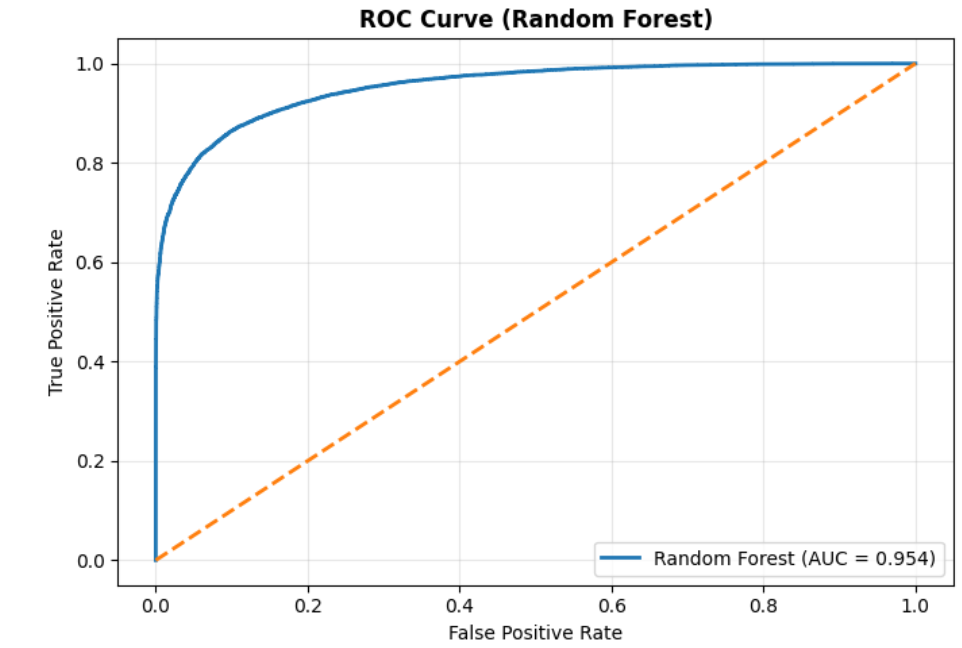 ROC Curve (Random Forest)
1.0
0.8
0.6
0.4
0.2
0.0
True Positive Rate
Random Forest (AUC = 0.954)
0.0 0.2 0.4 0.6 0.8 1.0
False Positive Rate